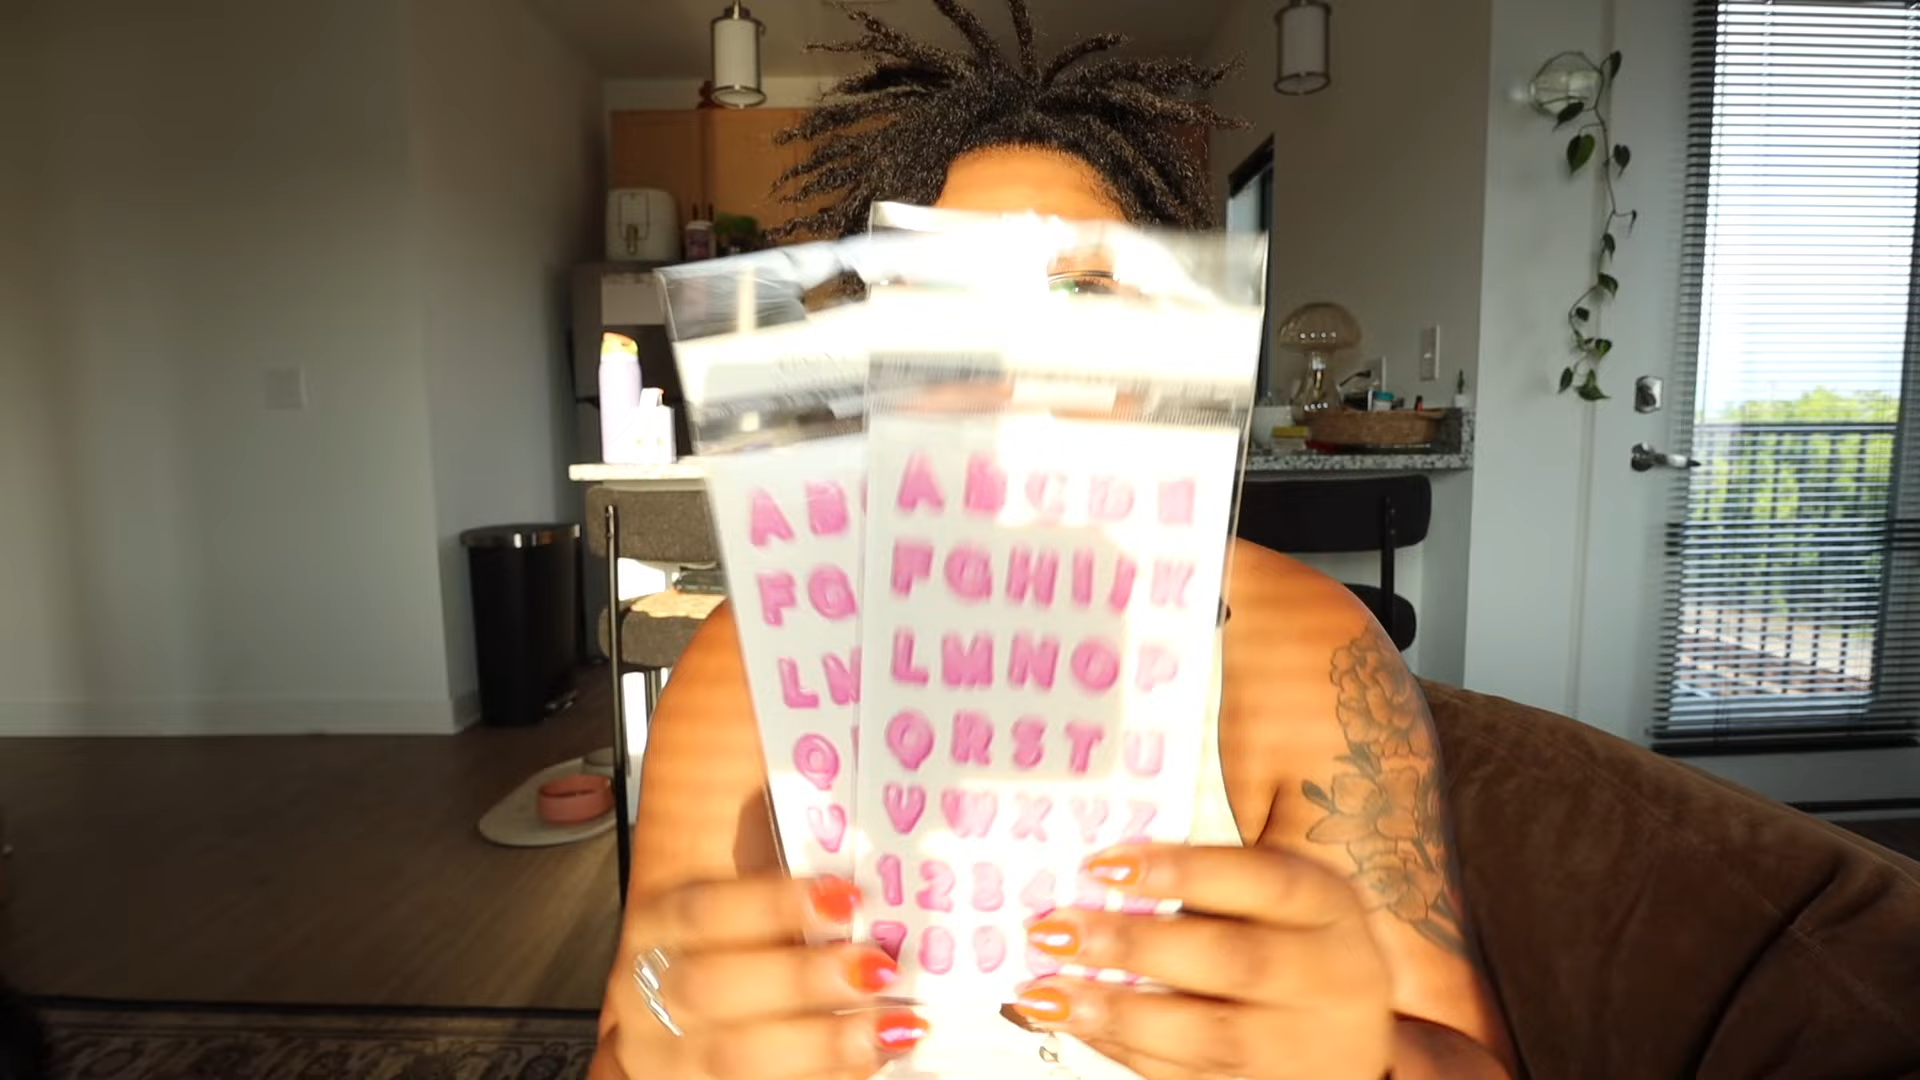 A B
F G
L M
Q
V
A B C D E
F G H I J K
L M N O P
Q R S T U
V W X Y Z
1 2 3 4
7 8 9